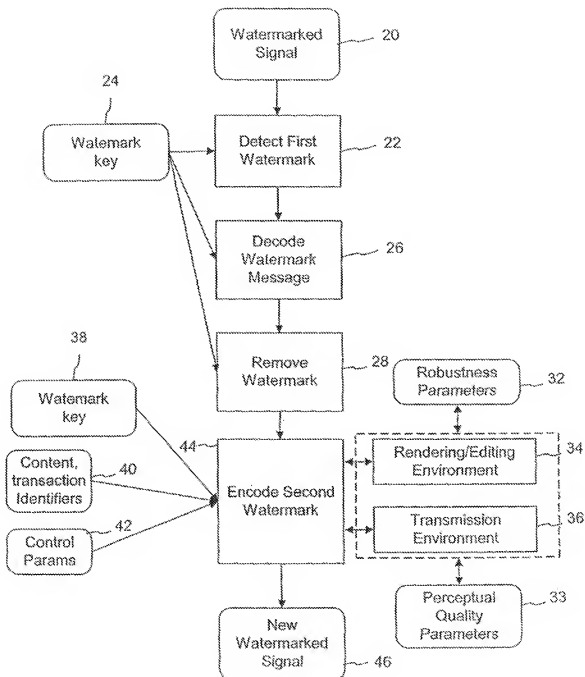 Watermarked
Signal
20
24
Watemark
key
Detect First
Watermark
22
Decode
Watermark
Message
26
38
Remove
Watermark
28
Robustness
Parameters
32
Watemark
key
44
Rendering/Editing
Environment
34
Content,
transaction
Identifiers
40
Encode Second
Watermark
Transmission
Environment
36
42
Control
Params
New
Watermarked
Signal
46
Perceptual
Quality
Parameters
33